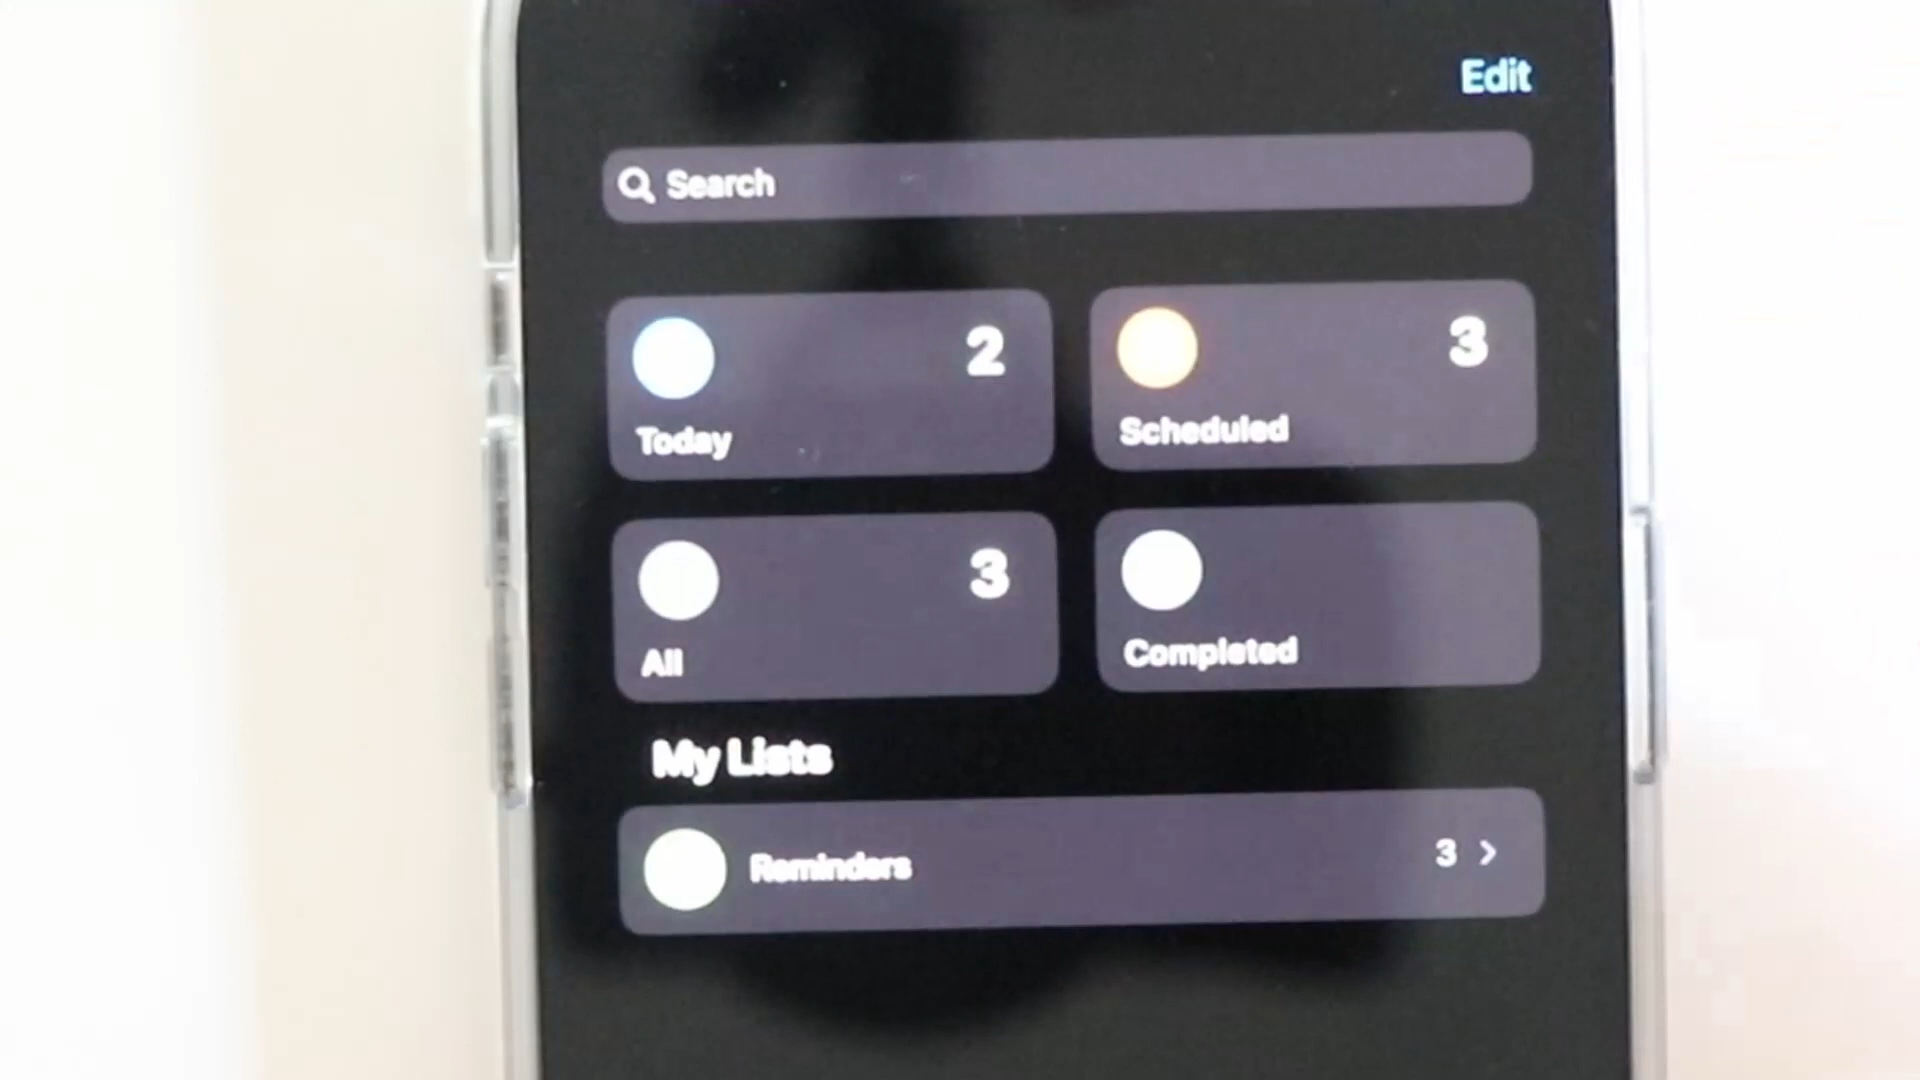 Edit
Search
2
Today
3
Scheduled
3
All
Completed
My Lists
Reminders 3